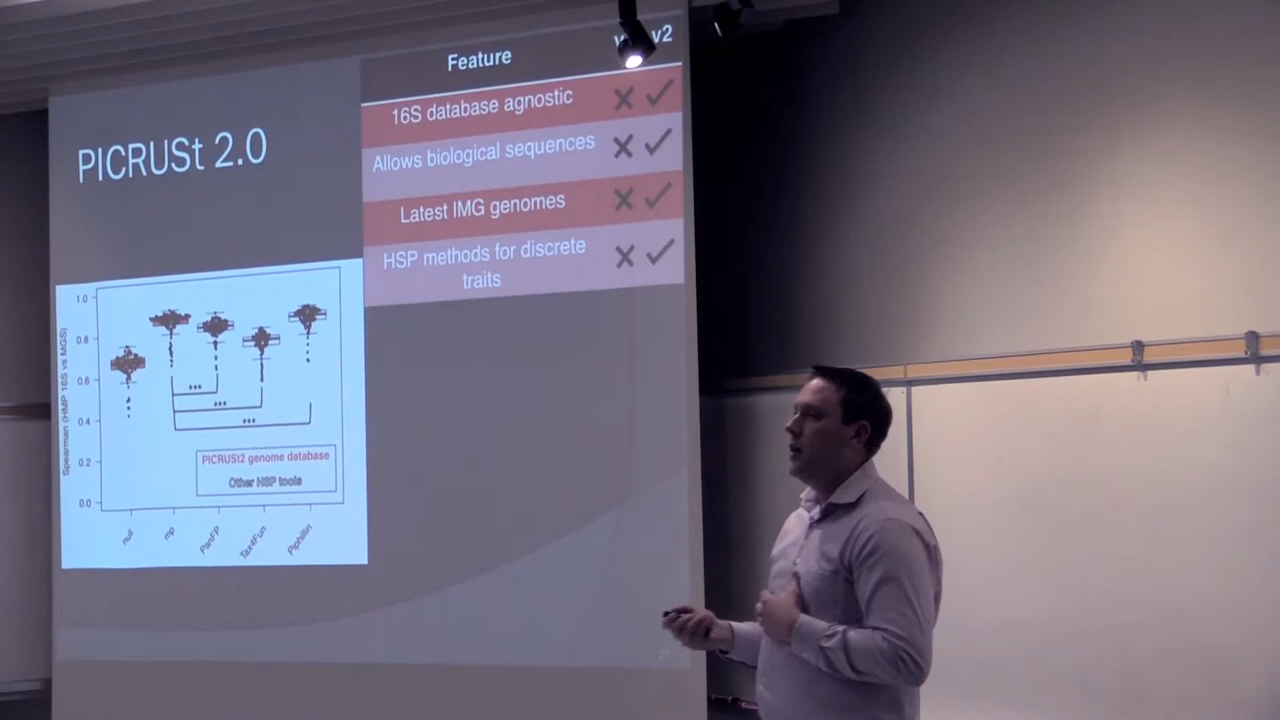 PICRUSt 2.0
Feature v2
16S database agnostic
Allows biological sequences
Latest IMG genomes
HSP methods for discrete
traits
Spearman (HMP 16S vs MGS)
1.0
0.8
0.6
0.4
0.2
0.0
***
***
***
PICRUSt2 genome database
Other HSP tools
null
mp
PanFP
Tax4Fun
Piphillin
27